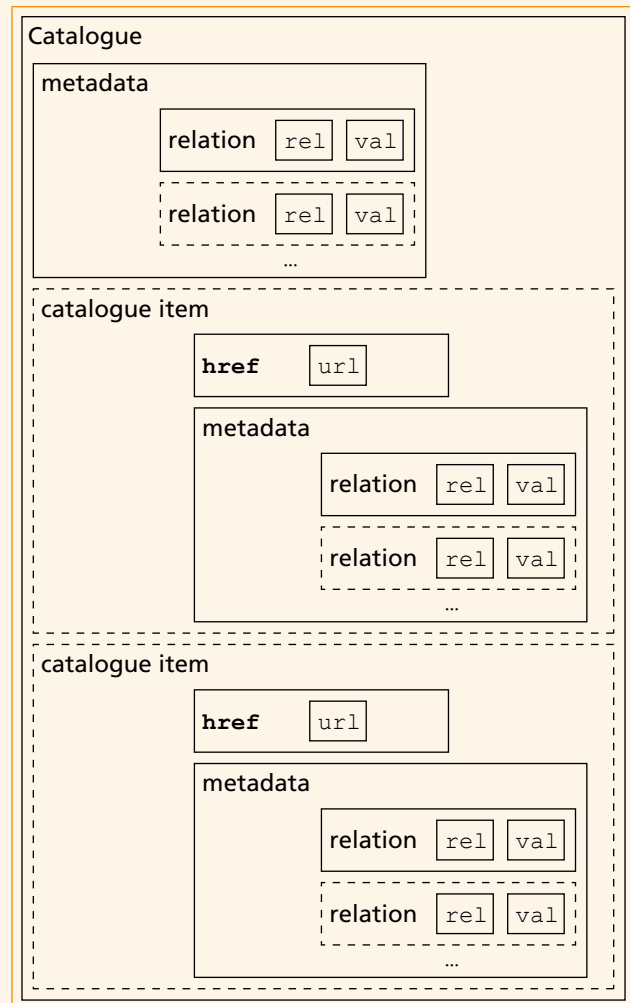 Catalogue
metadata
relation rel val
relation rel val
...
catalogue item
href url
metadata
relation rel val
relation rel val
...
catalogue item
href url
metadata
relation rel val
relation rel val
...